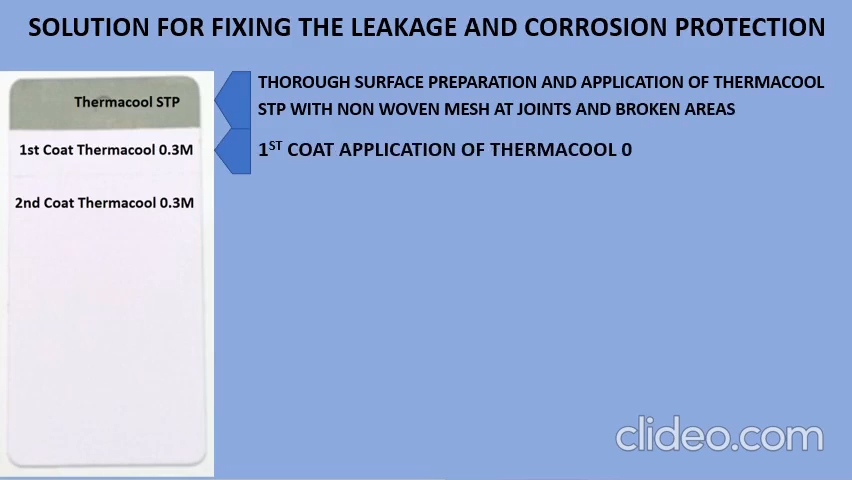 SOLUTION FOR FIXING THE LEAKAGE AND CORROSION PROTECTION
Thermacool STP
1st Coat Thermacool 0.3M
2nd Coat Thermacool 0.3M
THOROUGH SURFACE PREPARATION AND APPLICATION OF THERMACOOL
STP WITH NON WOVEN MESH AT JOINTS AND BROKEN AREAS
1ST COAT APPLICATION OF THERMACOOL 0
clideo.com